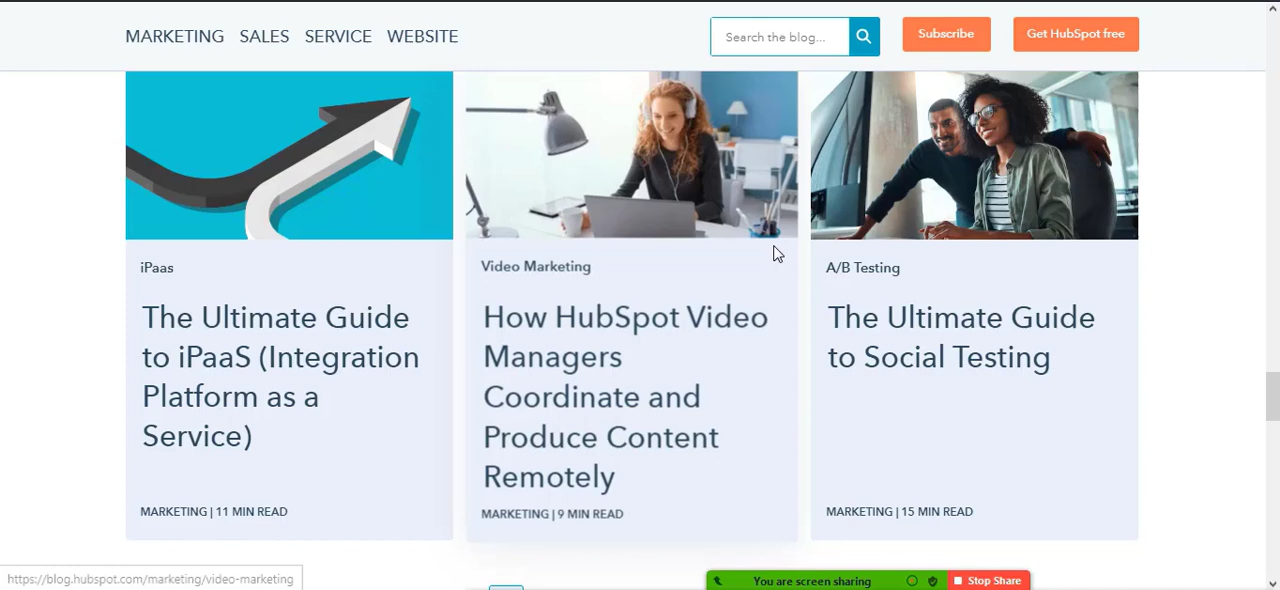 MARKETING SALES SERVICE WEBSITE
Search the blog...
Subscribe
Get HubSpot free
iPaas
The Ultimate Guide
to iPaaS (Integration
Platform as a
Service)
MARKETING | 11 MIN READ
Video Marketing
How HubSpot Video
Managers
Coordinate and
Produce Content
Remotely
MARKETING | 9 MIN READ
A/B Testing
The Ultimate Guide
to Social Testing
MARKETING | 15 MIN READ
https://blog.hubspot.com/marketing/video-marketing
You are screen sharing
Stop Share